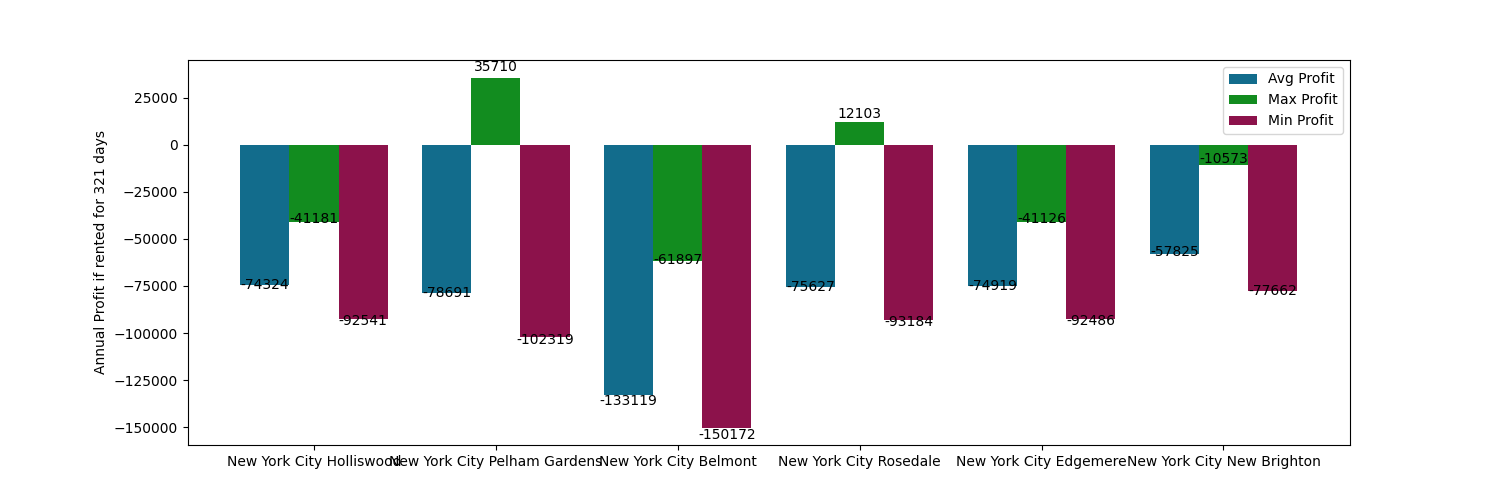 35710
Avg Profit
Max Profit
Min Profit
Annual Profit if rented for 321 days
25000
0
−25000
−50000
−75000
−100000
−125000
−150000
12103
-10573
-41181
-41126
-61897
-57825
-74324
-78691
-75627
-74919
-77662
-92541
-93184
-92486
-102319
-133119
-150172
New York City Holliswood
New York City Pelham Gardens
New York City Belmont
New York City Rosedale
New York City Edgemere
New York City New Brighton